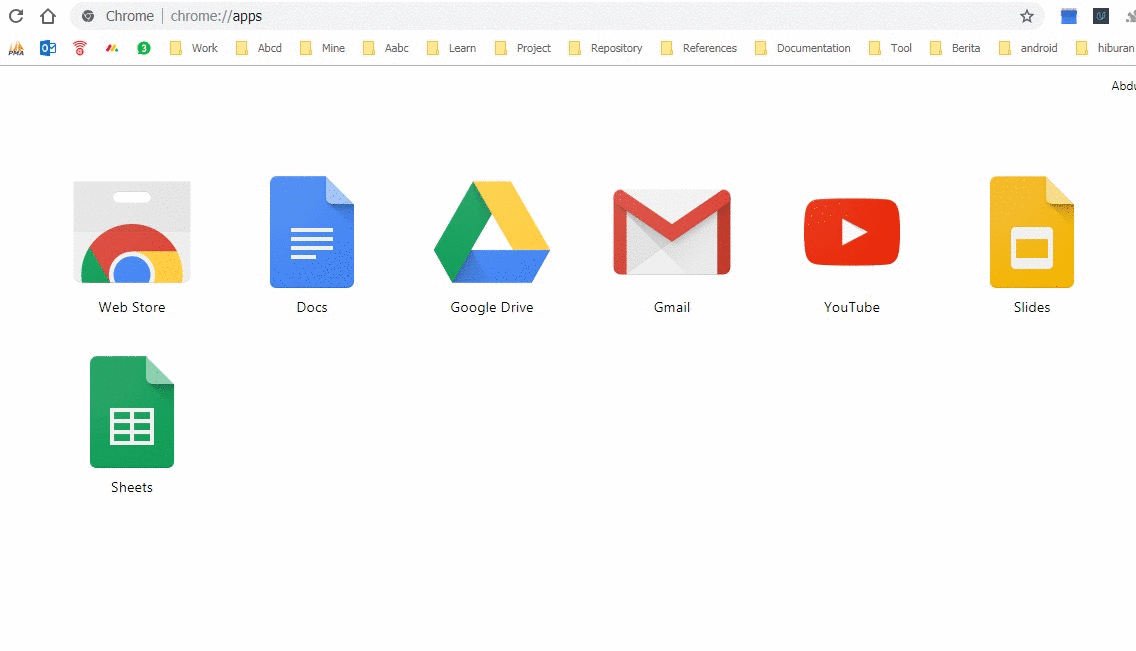 Chrome | chrome://apps
PMA 3 Work Abcd Mine Aabc Learn Project Repository References Documentation Tool Berita android hiburan
Abdu
Web Store Docs Google Drive Gmail YouTube Slides
Sheets